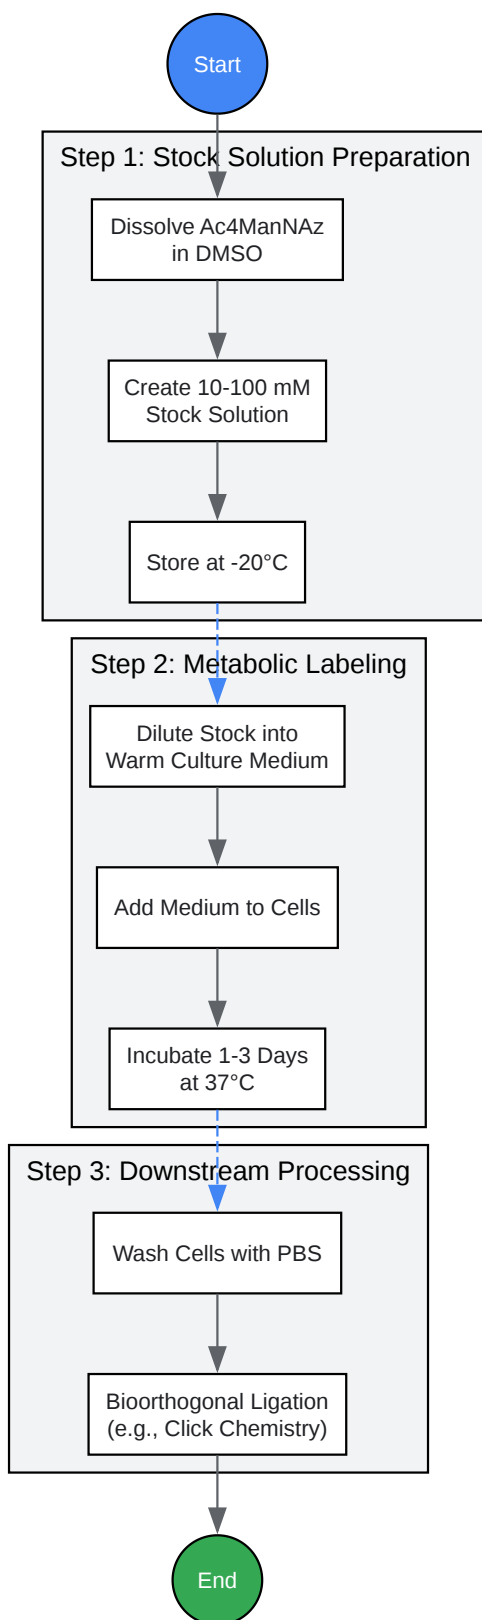 Start
Step 1: Stock Solution Preparation
Dissolve Ac4ManNAz
in DMSO
Create 10-100 mM
Stock Solution
Store at -20°C
Step 2: Metabolic Labeling
Dilute Stock into
Warm Culture Medium
Add Medium to Cells
Incubate 1-3 Days
at 37°C
Step 3: Downstream Processing
Wash Cells with PBS
Bioorthogonal Ligation
(e.g., Click Chemistry)
End